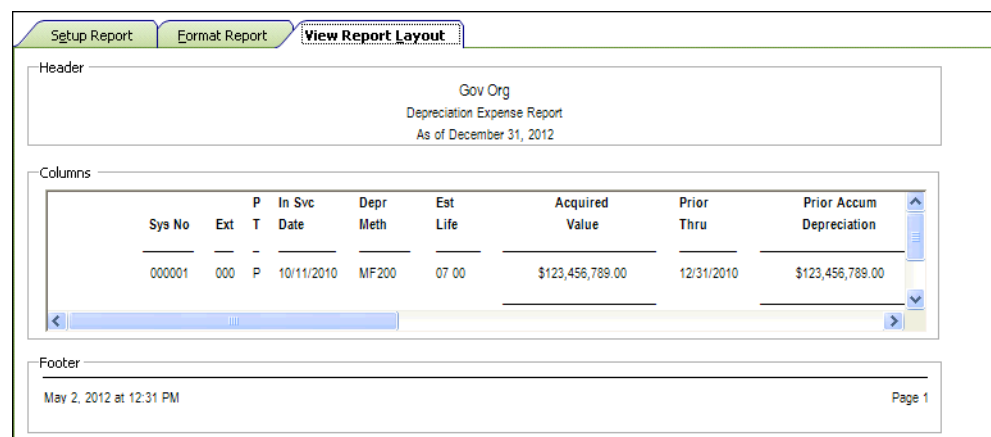 Setup Report Format Report View Report Layout
Header
Gov Org
Depreciation Expense Report
As of December 31, 2012
Columns
P In Svc Depr Est Acquired Prior Prior Accum
Sys No Ext T Date Meth Life Value Thru Depreciation
000001 000 P 10/11/2010 MF200 07 00 $123,456,789.00 12/31/2010 $123,456,789.00
Footer
May 2, 2012 at 12:31 PM Page 1